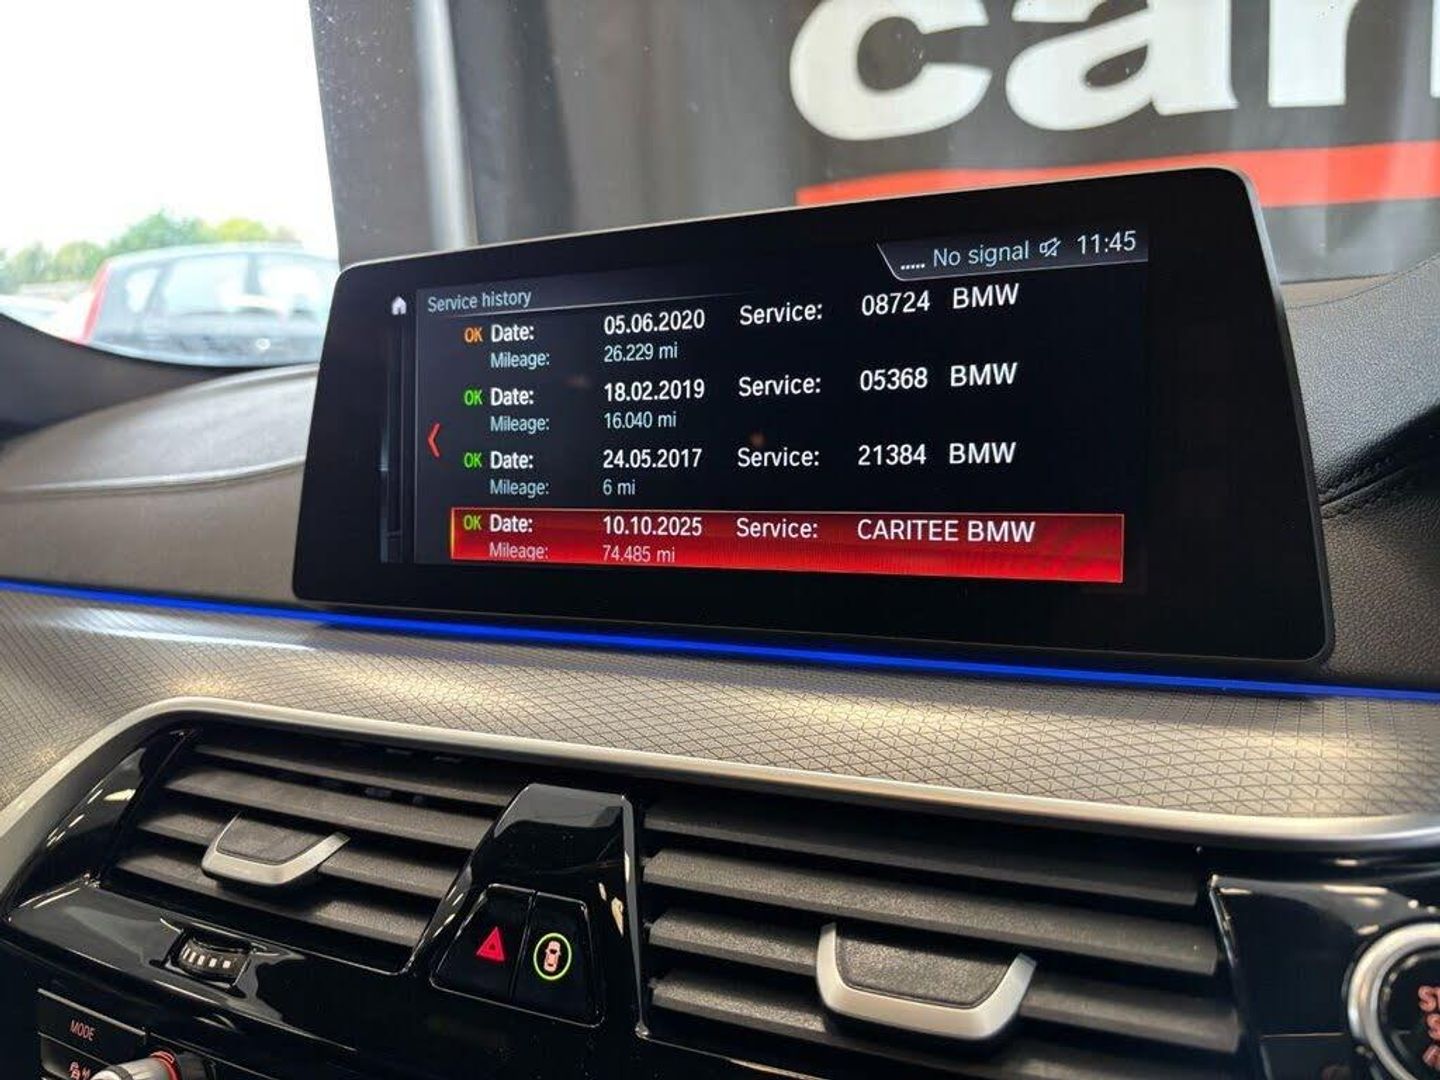 car
No signal 11:45
Service history
OK Date: 05.06.2020 Service: 08724 BMW
Mileage: 26.229 mi
OK Date: 18.02.2019 Service: 05368 BMW
Mileage: 16.040 mi
OK Date: 24.05.2017 Service: 21384 BMW
Mileage: 6 mi
OK Date: 10.10.2025 Service: CARITEE BMW
Mileage: 74.485 mi
MODE